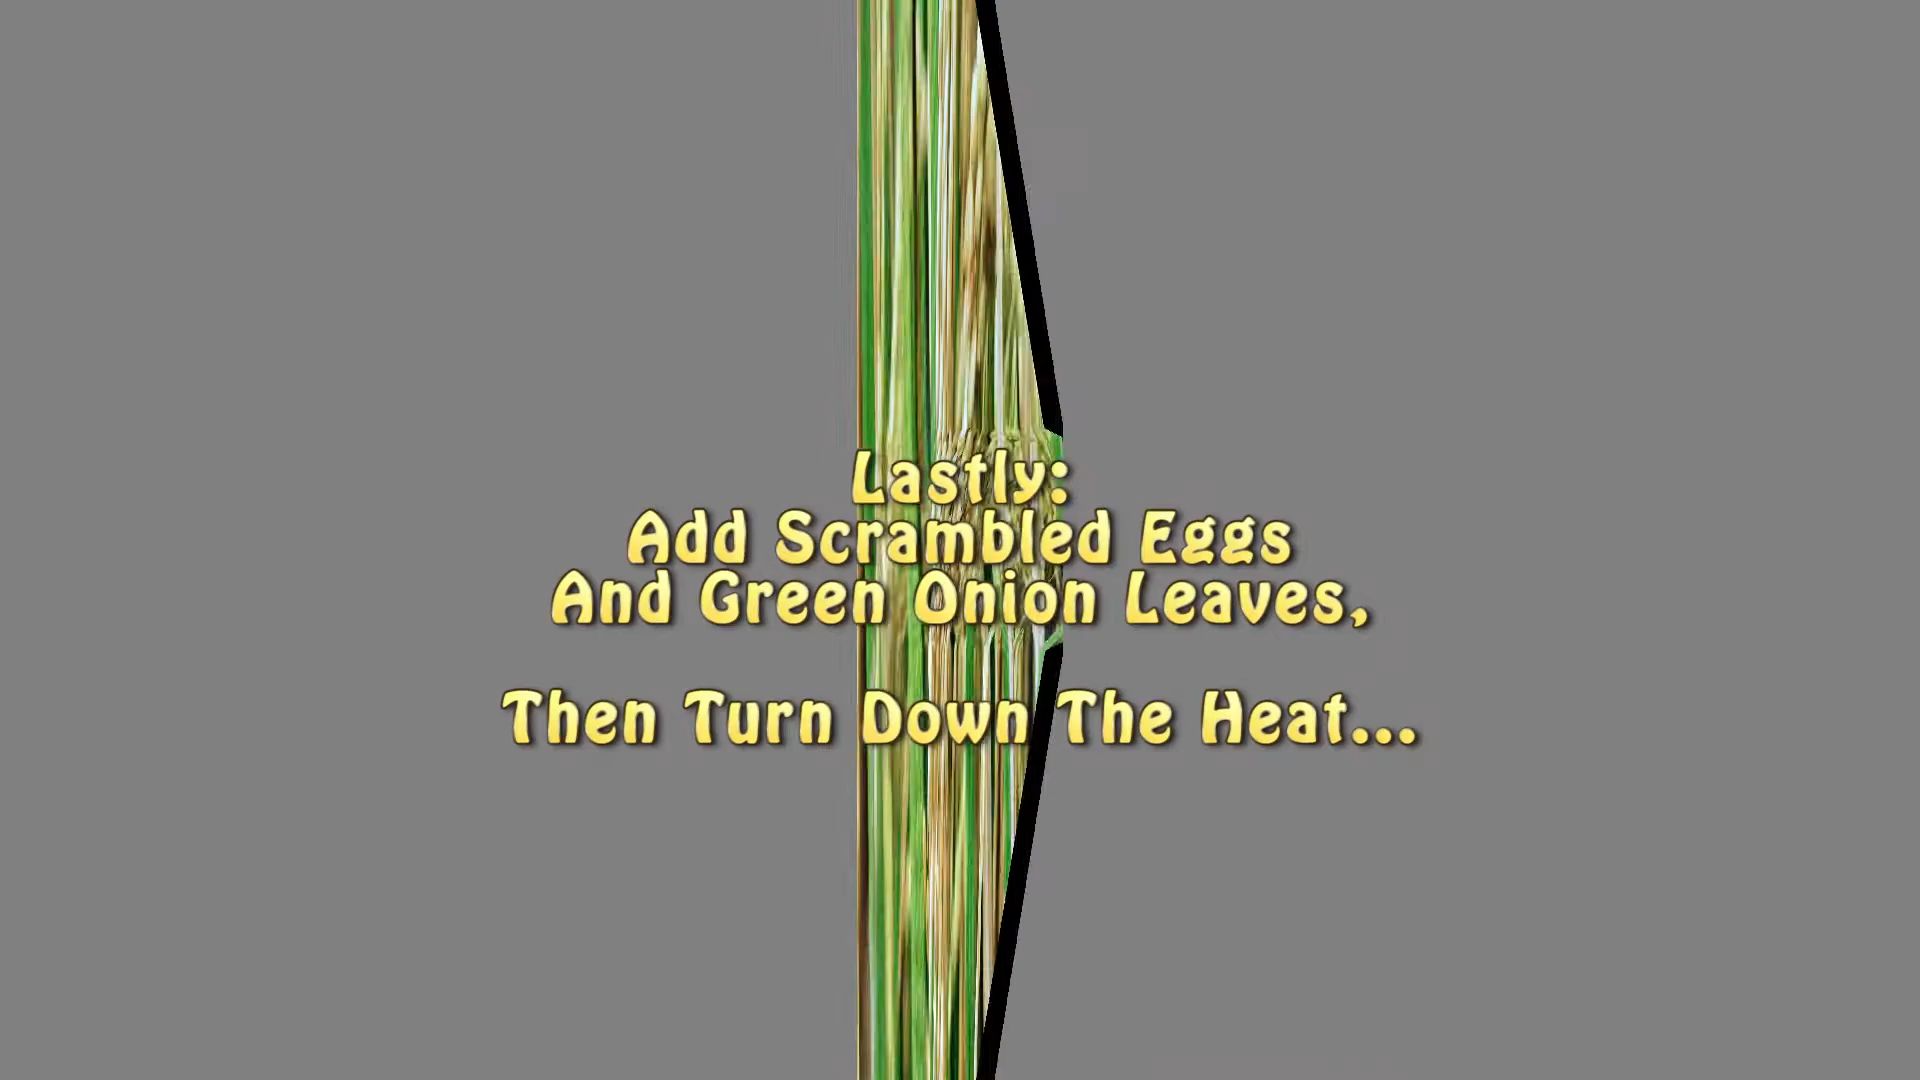 Lastly:
Add Scrambled Eggs
And Green Onion Leaves,
Then Turn Down The Heat...